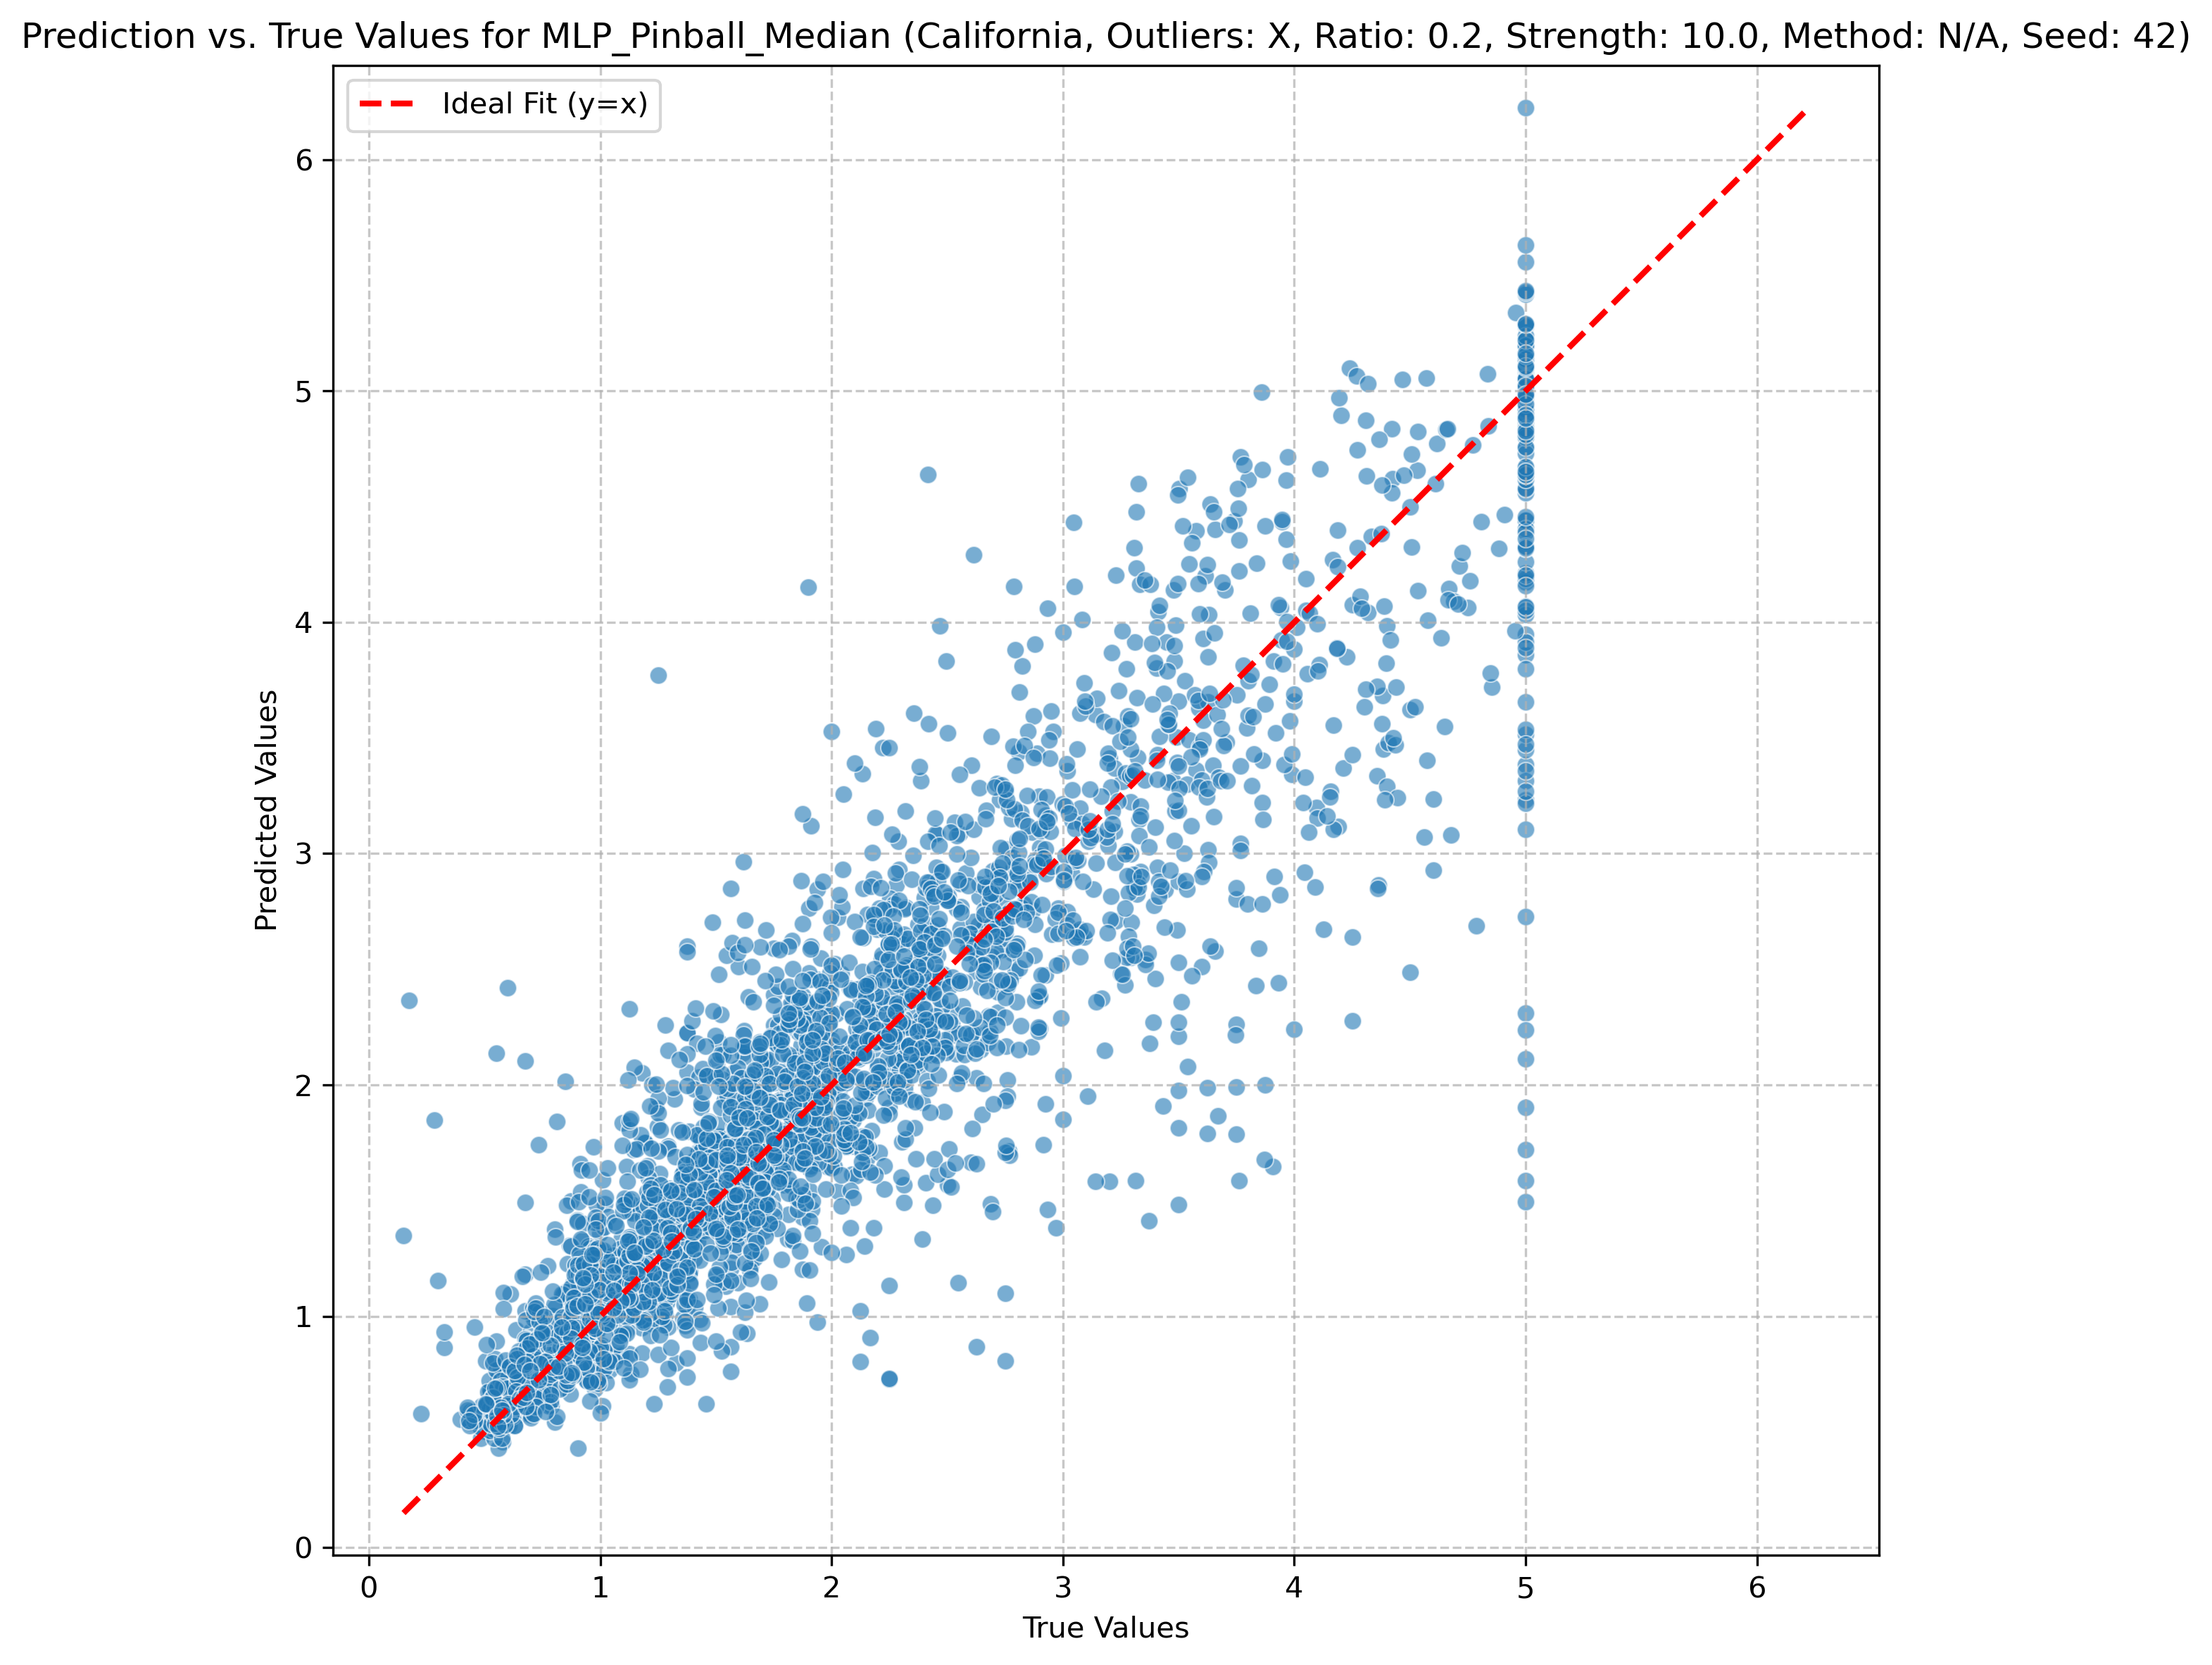 Prediction vs. True Values for MLP_Pinball_Median (California, Outliers: X, Ratio: 0.2, Strength: 10.0, Method: N/A, Seed: 42)
Ideal Fit (y=x)
6
5
4
3
2
1
0
Predicted Values
0 1 2 3 4 5 6
True Values